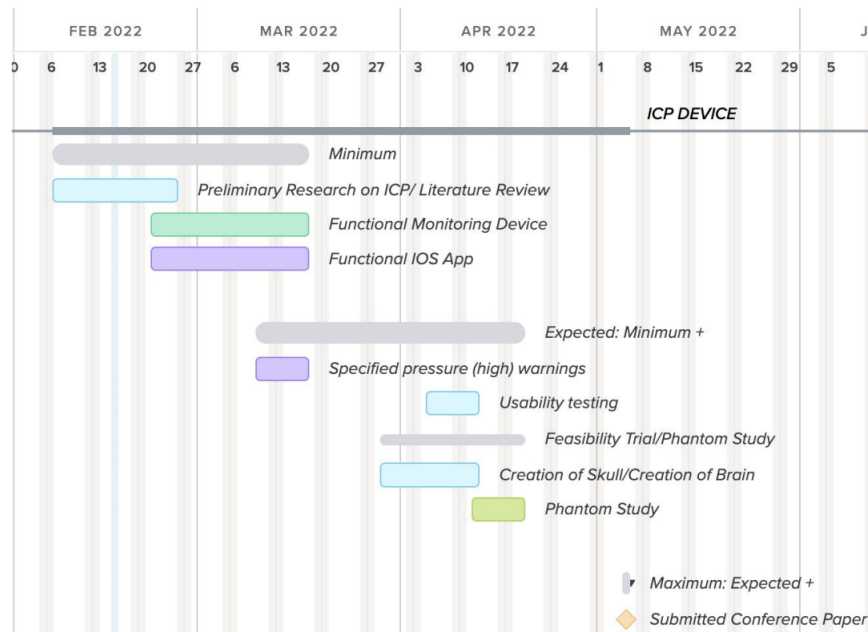 FEB 2022 MAR 2022 APR 2022 MAY 2022 J
0 6 13 20 27 6 13 20 27 3 10 17 24 1 8 15 22 29 5
ICP DEVICE
Minimum
Preliminary Research on ICP/ Literature Review
Functional Monitoring Device
Functional IOS App
Expected: Minimum +
Specified pressure (high) warnings
Usability testing
Feasibility Trial/Phantom Study
Creation of Skull/Creation of Brain
Phantom Study
Maximum: Expected +
Submitted Conference Paper